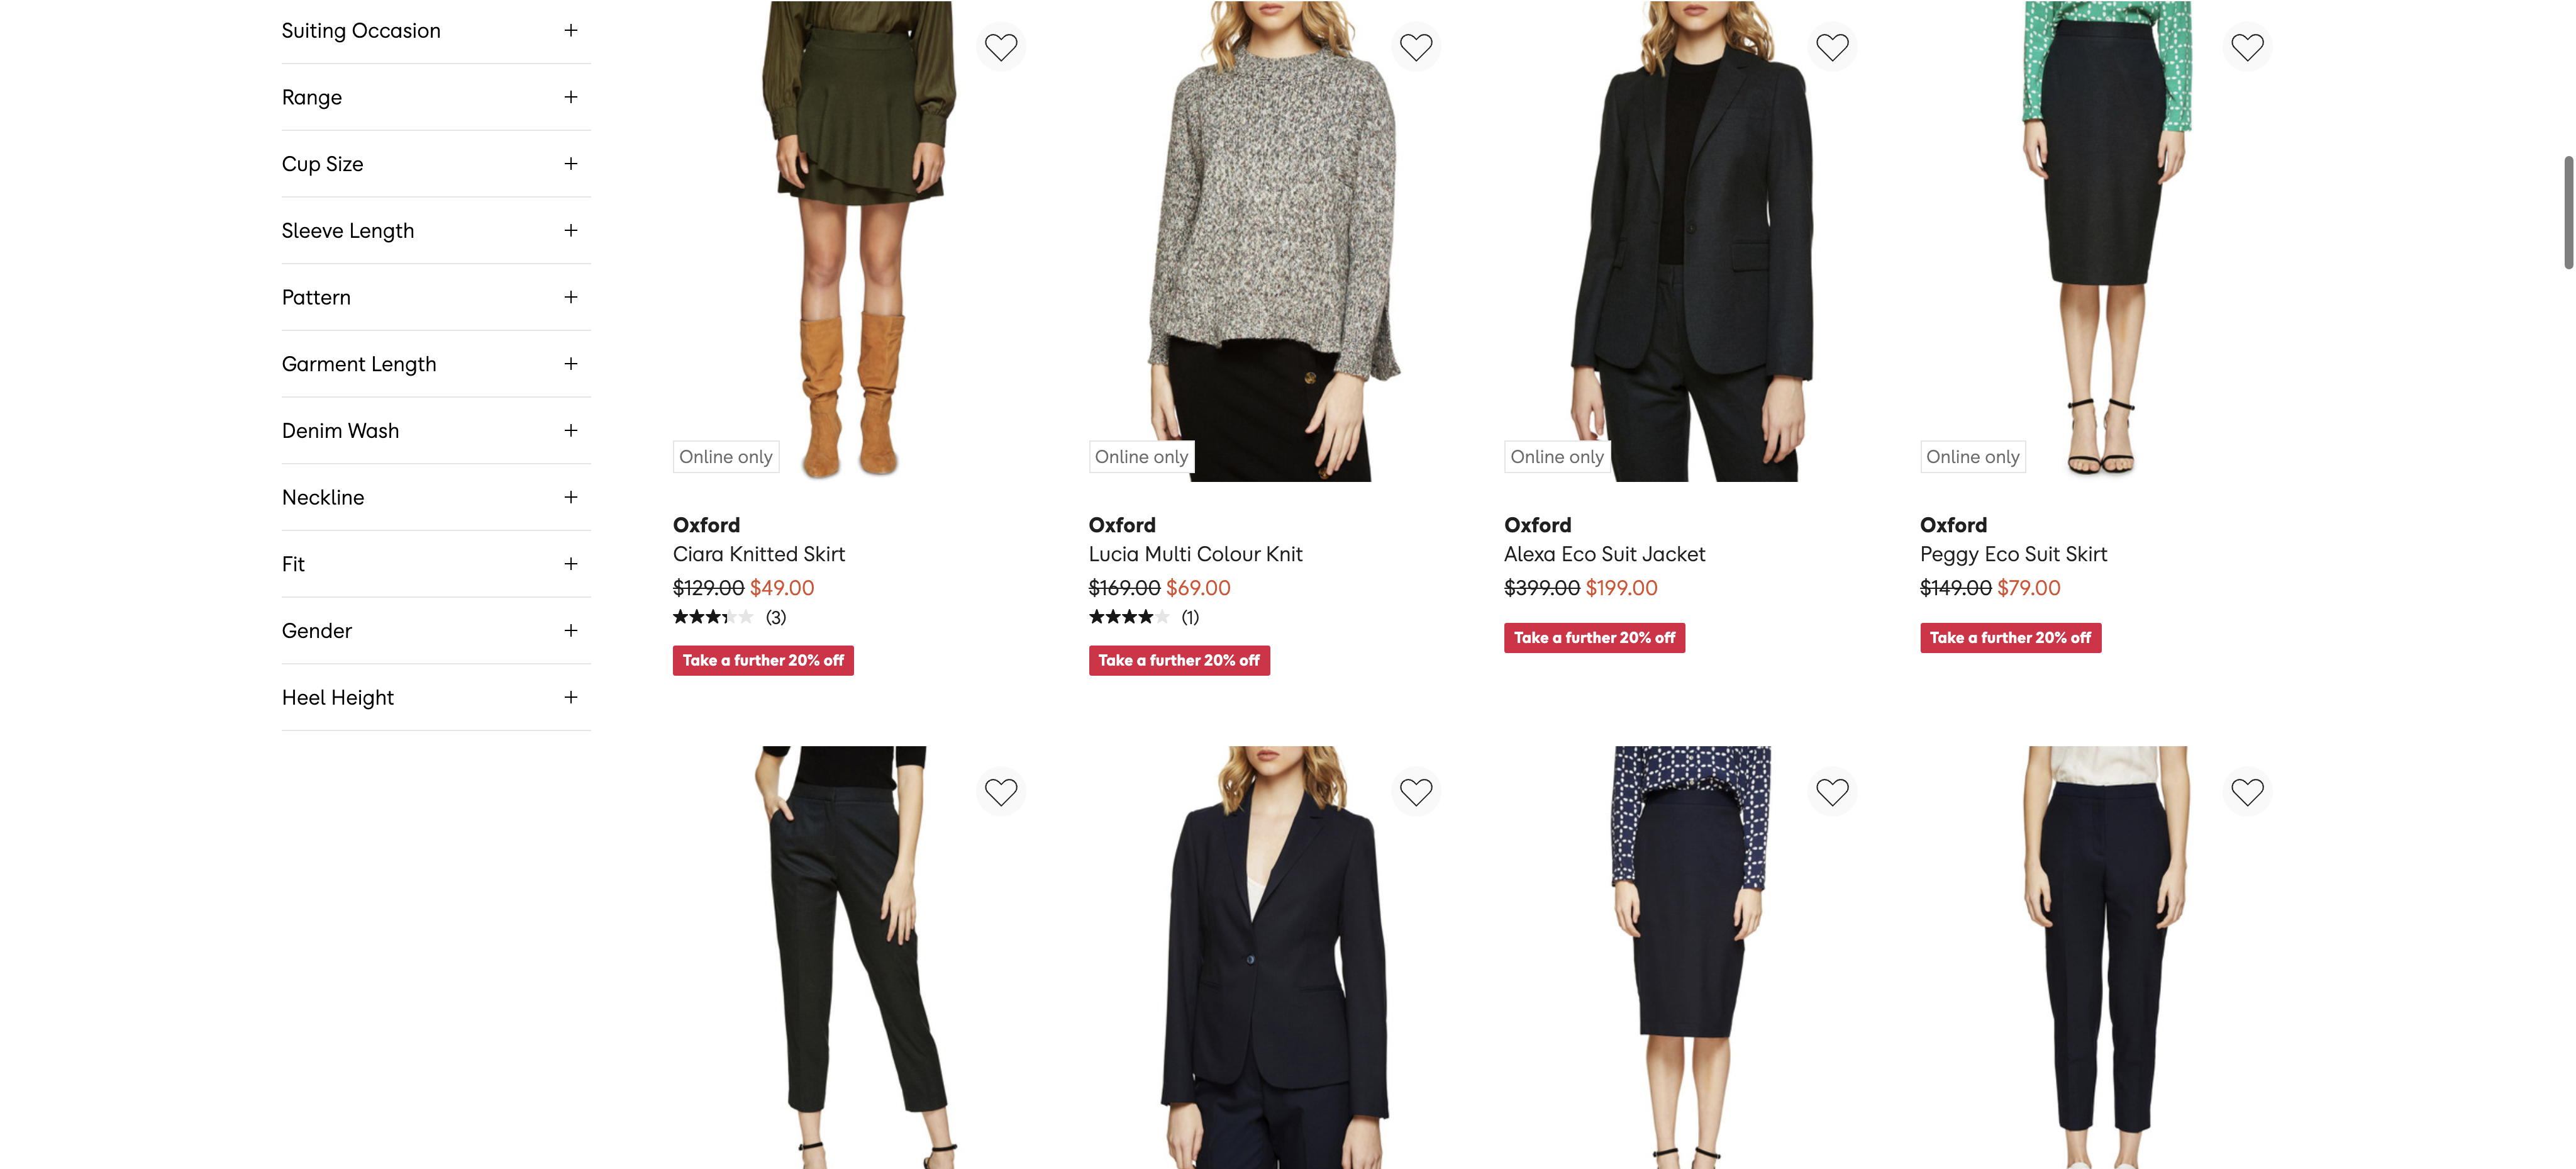 Suiting Occasion +
Range +
Cup Size +
Sleeve Length +
Pattern +
Garment Length +
Denim Wash +
Neckline +
Fit +
Gender +
Heel Height +
Online only
Oxford
Ciara Knitted Skirt
$129.00 $49.00
(3)
Take a further 20% off
Online only
Oxford
Lucia Multi Colour Knit
$169.00 $69.00
(1)
Take a further 20% off
Online only
Oxford
Alexa Eco Suit Jacket
$399.00 $199.00
Take a further 20% off
Online only
Oxford
Peggy Eco Suit Skirt
$149.00 $79.00
Take a further 20% off